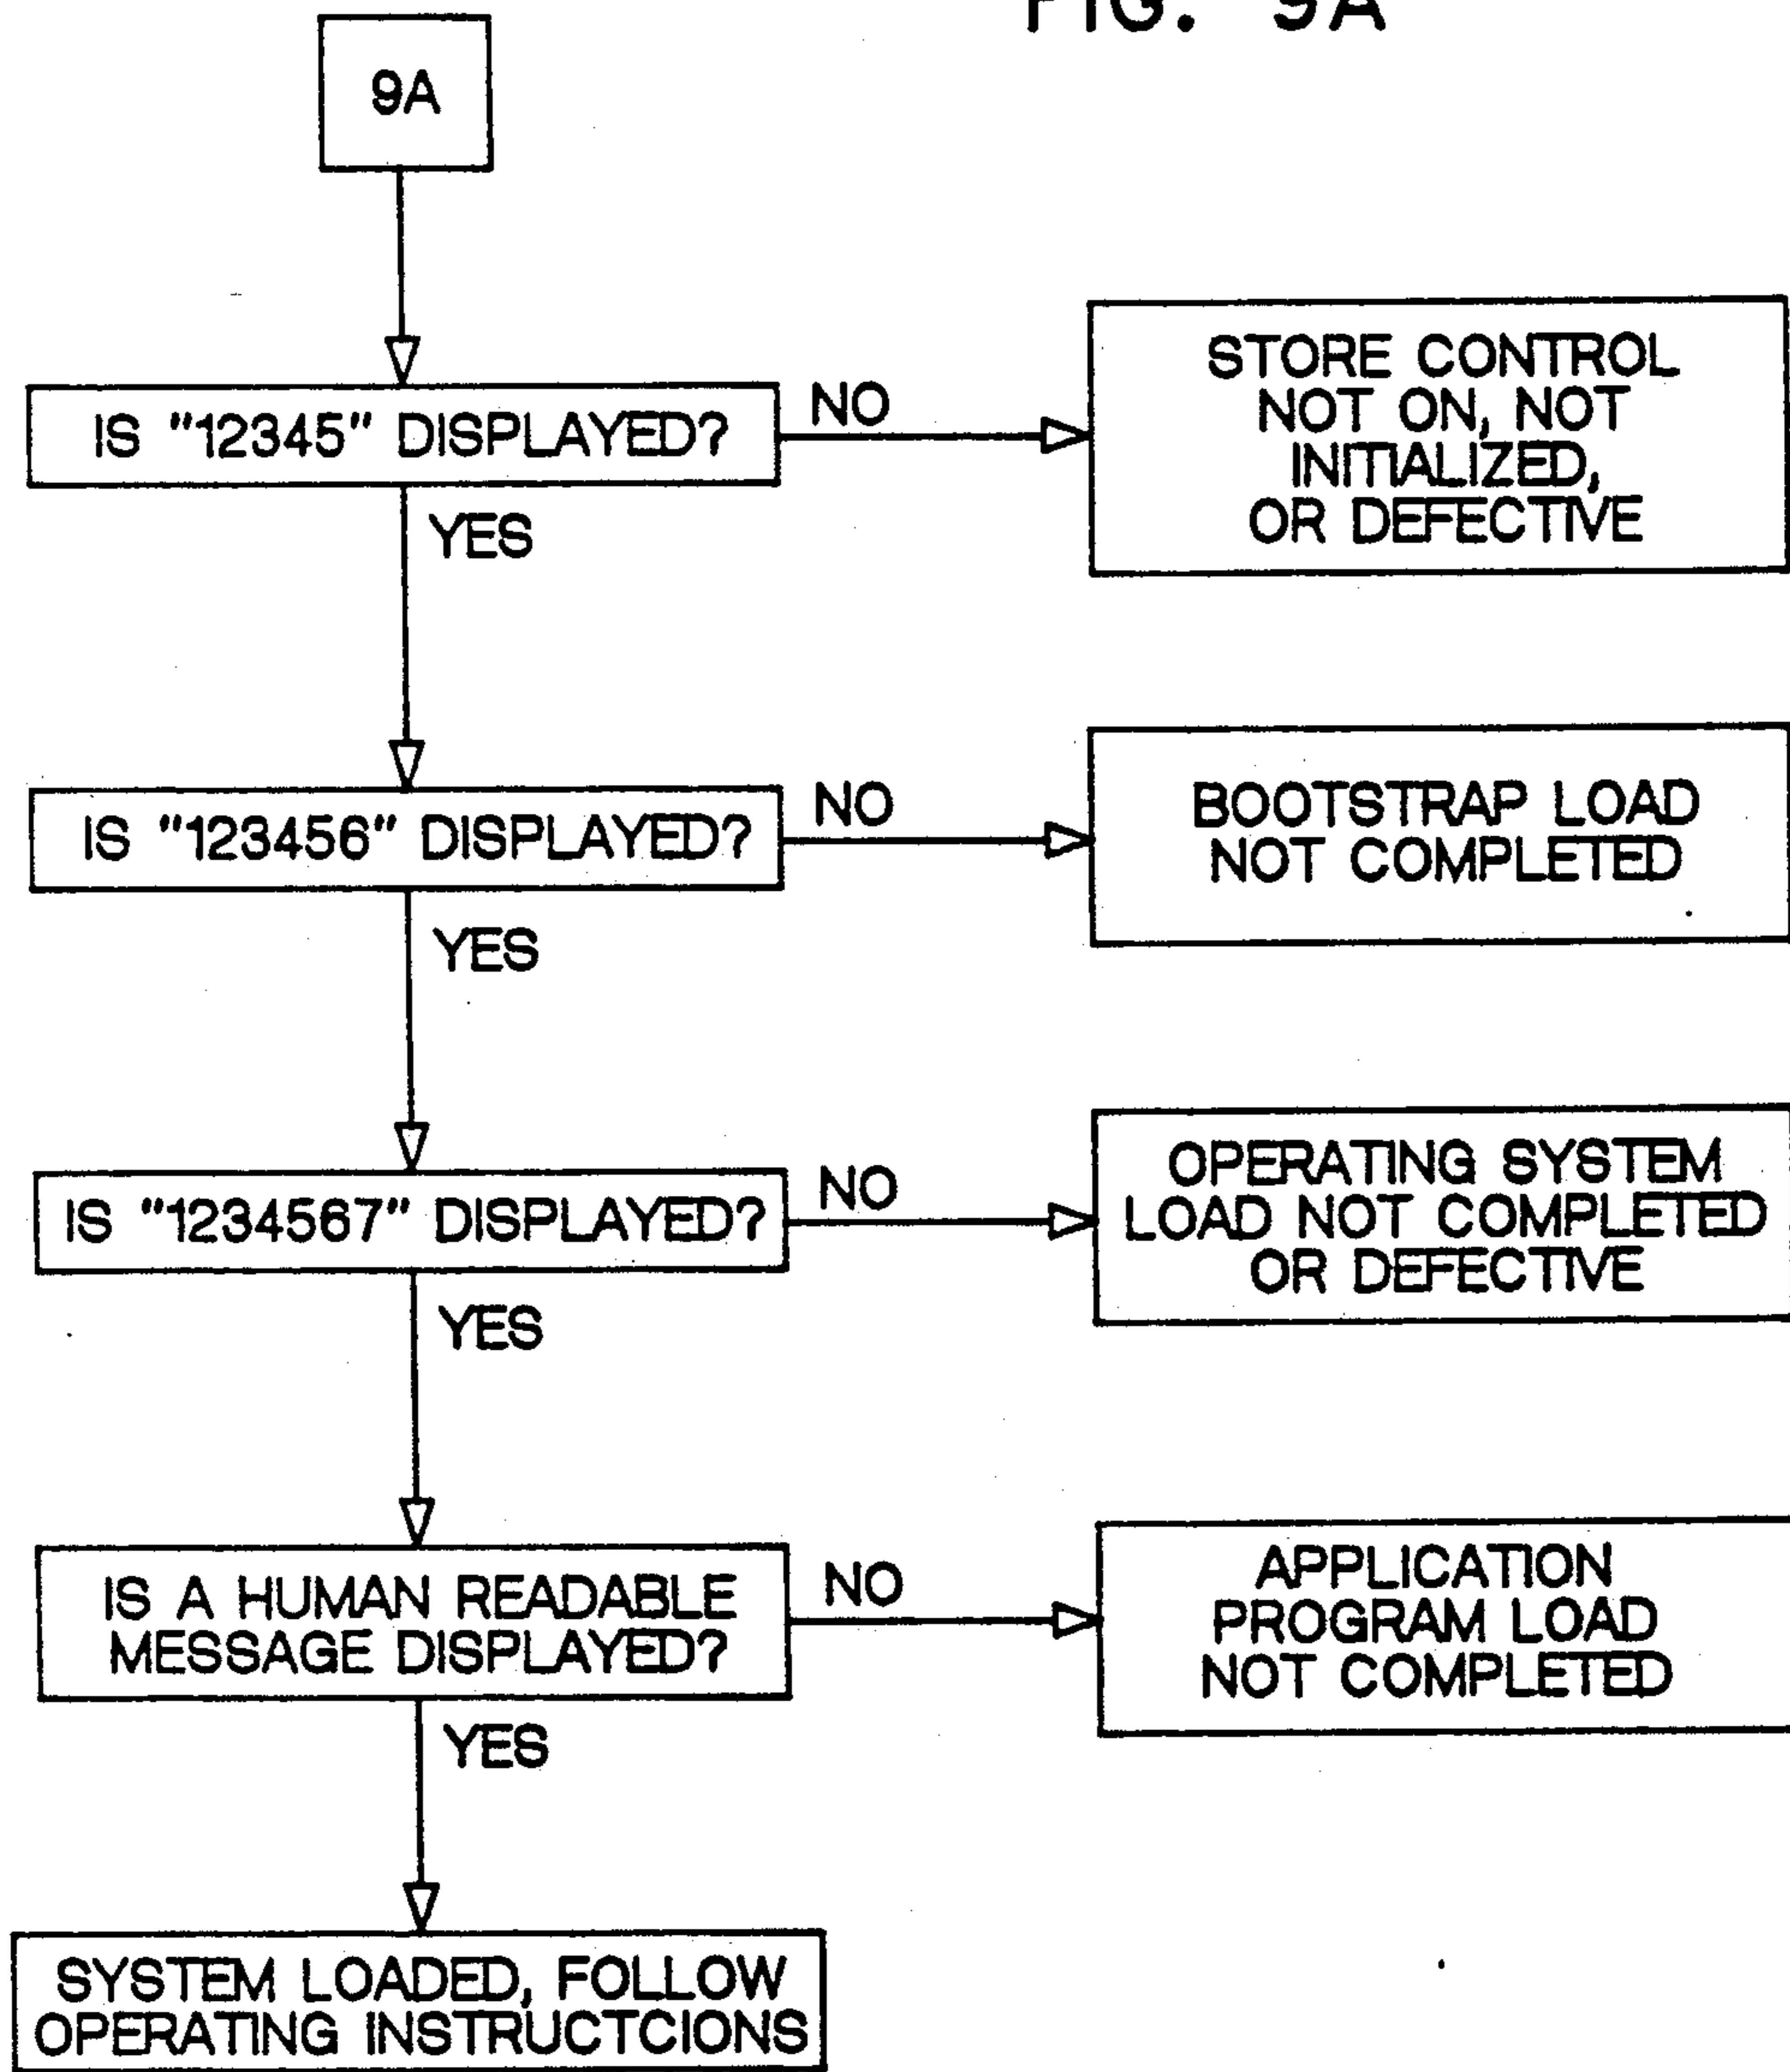 FIG. 9A
9A
IS "12345" DISPLAYED?
NO
STORE CONTROL
NOT ON, NOT
INITIALIZED,
OR DEFECTIVE
YES
IS "123456" DISPLAYED?
NO
BOOTSTRAP LOAD
NOT COMPLETED
YES
IS "1234567" DISPLAYED?
NO
OPERATING SYSTEM
LOAD NOT COMPLETED
OR DEFECTIVE
YES
IS A HUMAN READABLE
MESSAGE DISPLAYED?
NO
APPLICATION
PROGRAM LOAD
NOT COMPLETED
YES
SYSTEM LOADED, FOLLOW
OPERATING INSTRUCTCIONS